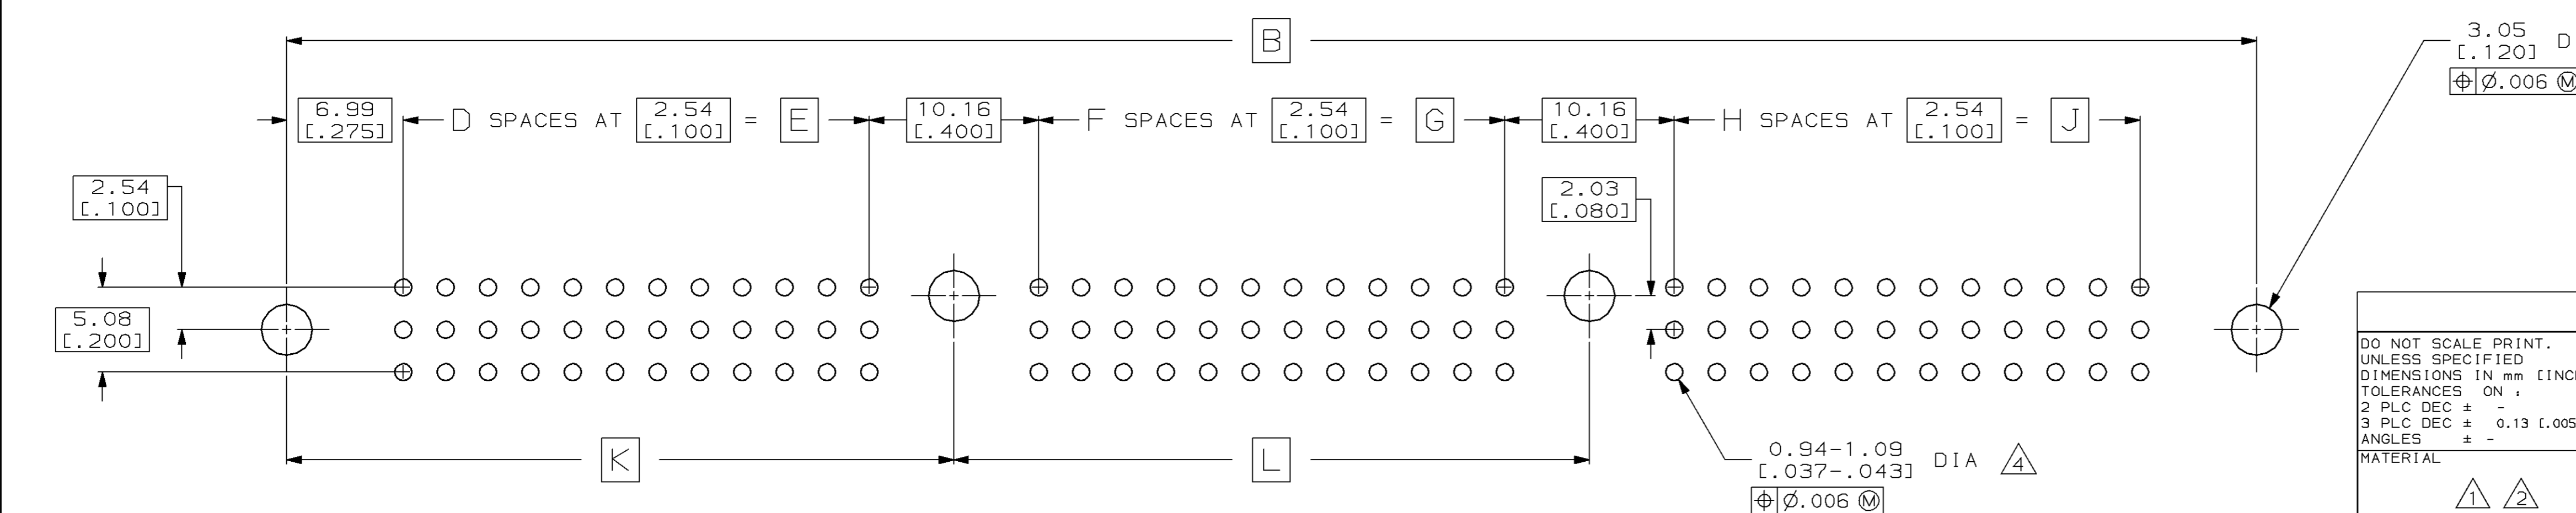 B
3.05
[.120] D
⌖ Ø.006 Ⓜ
6.99
[.275]
D SPACES AT 2.54
[.100] = E
10.16
[.400]
F SPACES AT 2.54
[.100] = G
10.16
[.400]
H SPACES AT 2.54
[.100] = J
2.54
[.100]
2.03
[.080]
5.08
[.200]
K
L
0.94-1.09
[.037-.043] DIA 4
⌖ Ø.006 Ⓜ
DO NOT SCALE PRINT.
UNLESS SPECIFIED
DIMENSIONS IN mm [INC
TOLERANCES ON :
2 PLC DEC ± -
3 PLC DEC ± 0.13 [.005
ANGLES ± -
MATERIAL
1 2